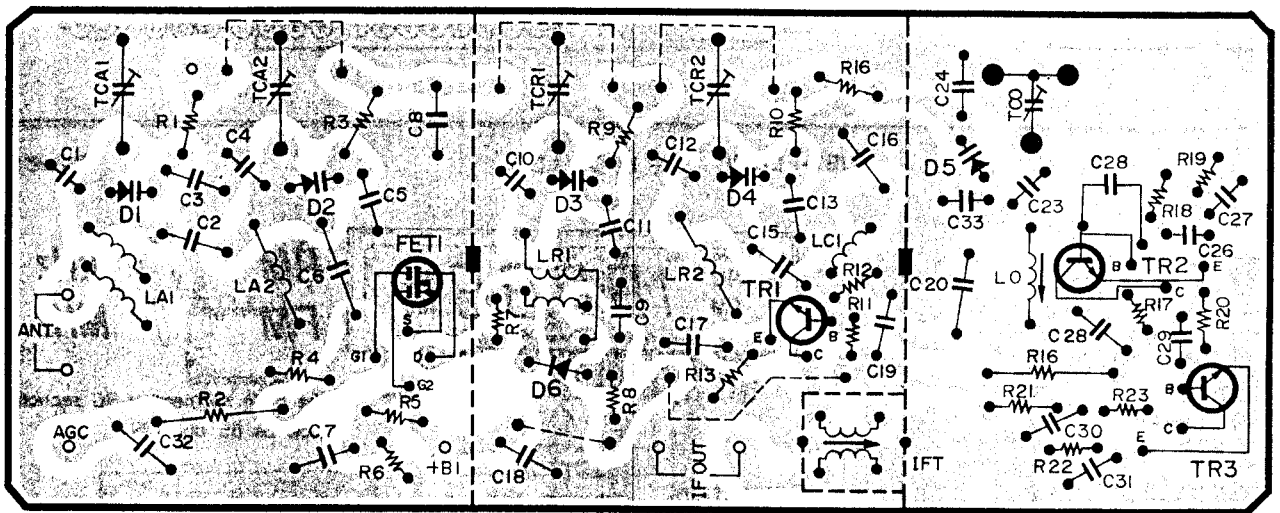 TCA1
TCA2
TCR1
TCR2
R16
C24
TCO
R1
C4
R3
C8
R9
C12
R10
C16
C1
C10
D5
C28
R19
D1
C3
D2
C5
D3
D4
C13
C33
C23
R18
C27
C2
C11
C26
FET1
C15
LC1
LA1
LA2
C6
LR1
LR2
R12
B
TR2
E
C20
LO
C
S
R7
C9
TR1
R11
R17
R20
ANT
G1
D
C17
E
B
C
C19
C28
C29
R4
G2
D6
R13
R16
B
R2
R5
R8
R21
R23
C
AGC
C32
C7
R6
+B1
C18
IF OUT
IFT
C30
R22
C31
E
TR3